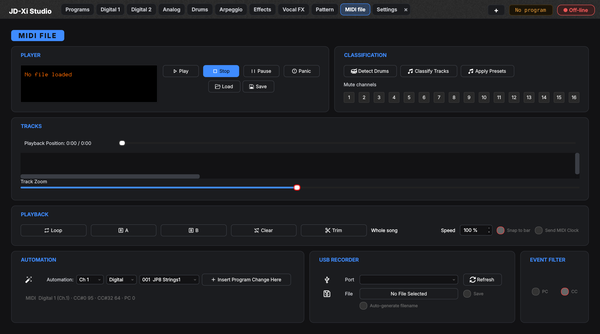 JD-Xi Studio
Programs Digital 1 Digital 2 Analog Drums Arpeggio Effects Vocal FX Pattern MIDI file Settings
+ No program Off-line
MIDI FILE
PLAYER
No file loaded
Play Stop Pause Panic
Load Save
CLASSIFICATION
Detect Drums Classify Tracks Apply Presets
Mute channels
1 2 3 4 5 6 7 8 9 10 11 12 13 14 15 16
TRACKS
Playback Position: 0:00 / 0:00
Track Zoom
PLAYBACK
Loop A B Clear Trim Whole song Speed 100 % Snap to bar Send MIDI Clock
AUTOMATION
Automation: Ch 1 Digital 001 JP8 Strings1 + Insert Program Change Here
MIDI Digital 1 (Ch.1) · CC#0 95 · CC#32 64 · PC 0
USB RECORDER
Port Refresh
File No File Selected Save
Auto-generate filename
EVENT FILTER
PC CC